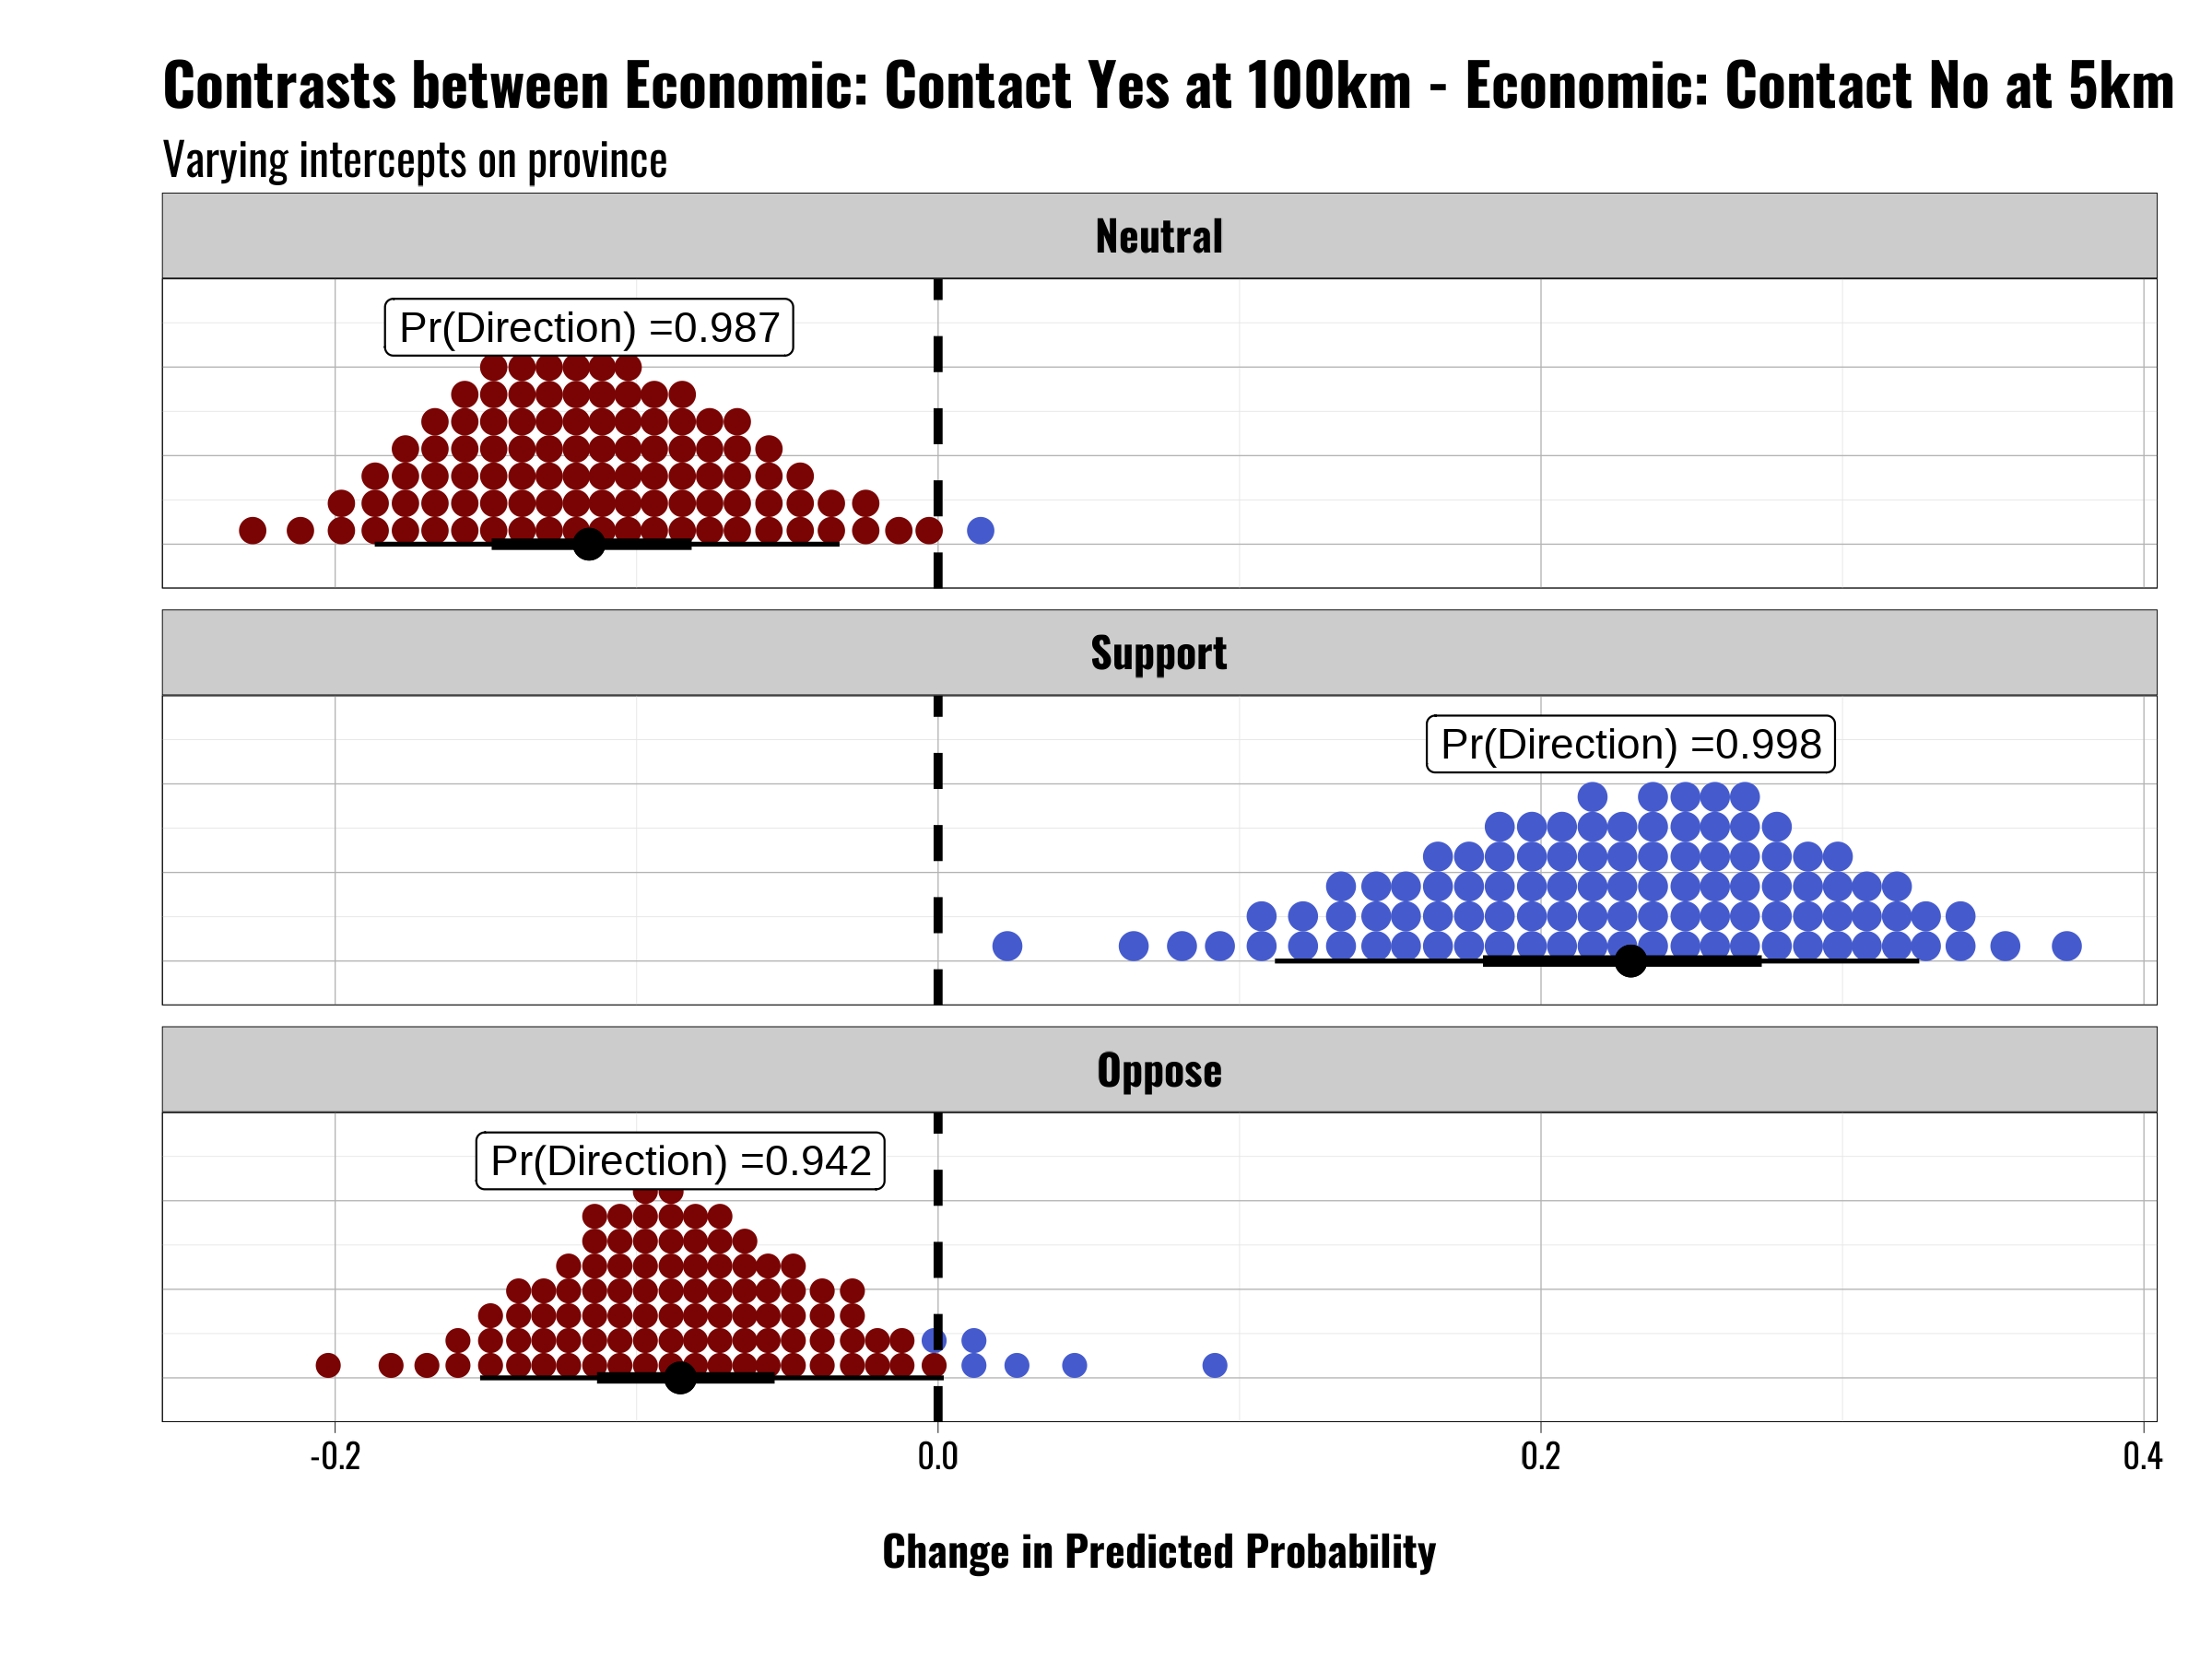 Contrasts between Economic: Contact Yes at 100km - Economic: Contact No at 5km
Varying intercepts on province
Neutral
Pr(Direction) =0.987
Support
Pr(Direction) =0.998
Oppose
Pr(Direction) =0.942
-0.2 0.0 0.2 0.4
Change in Predicted Probability